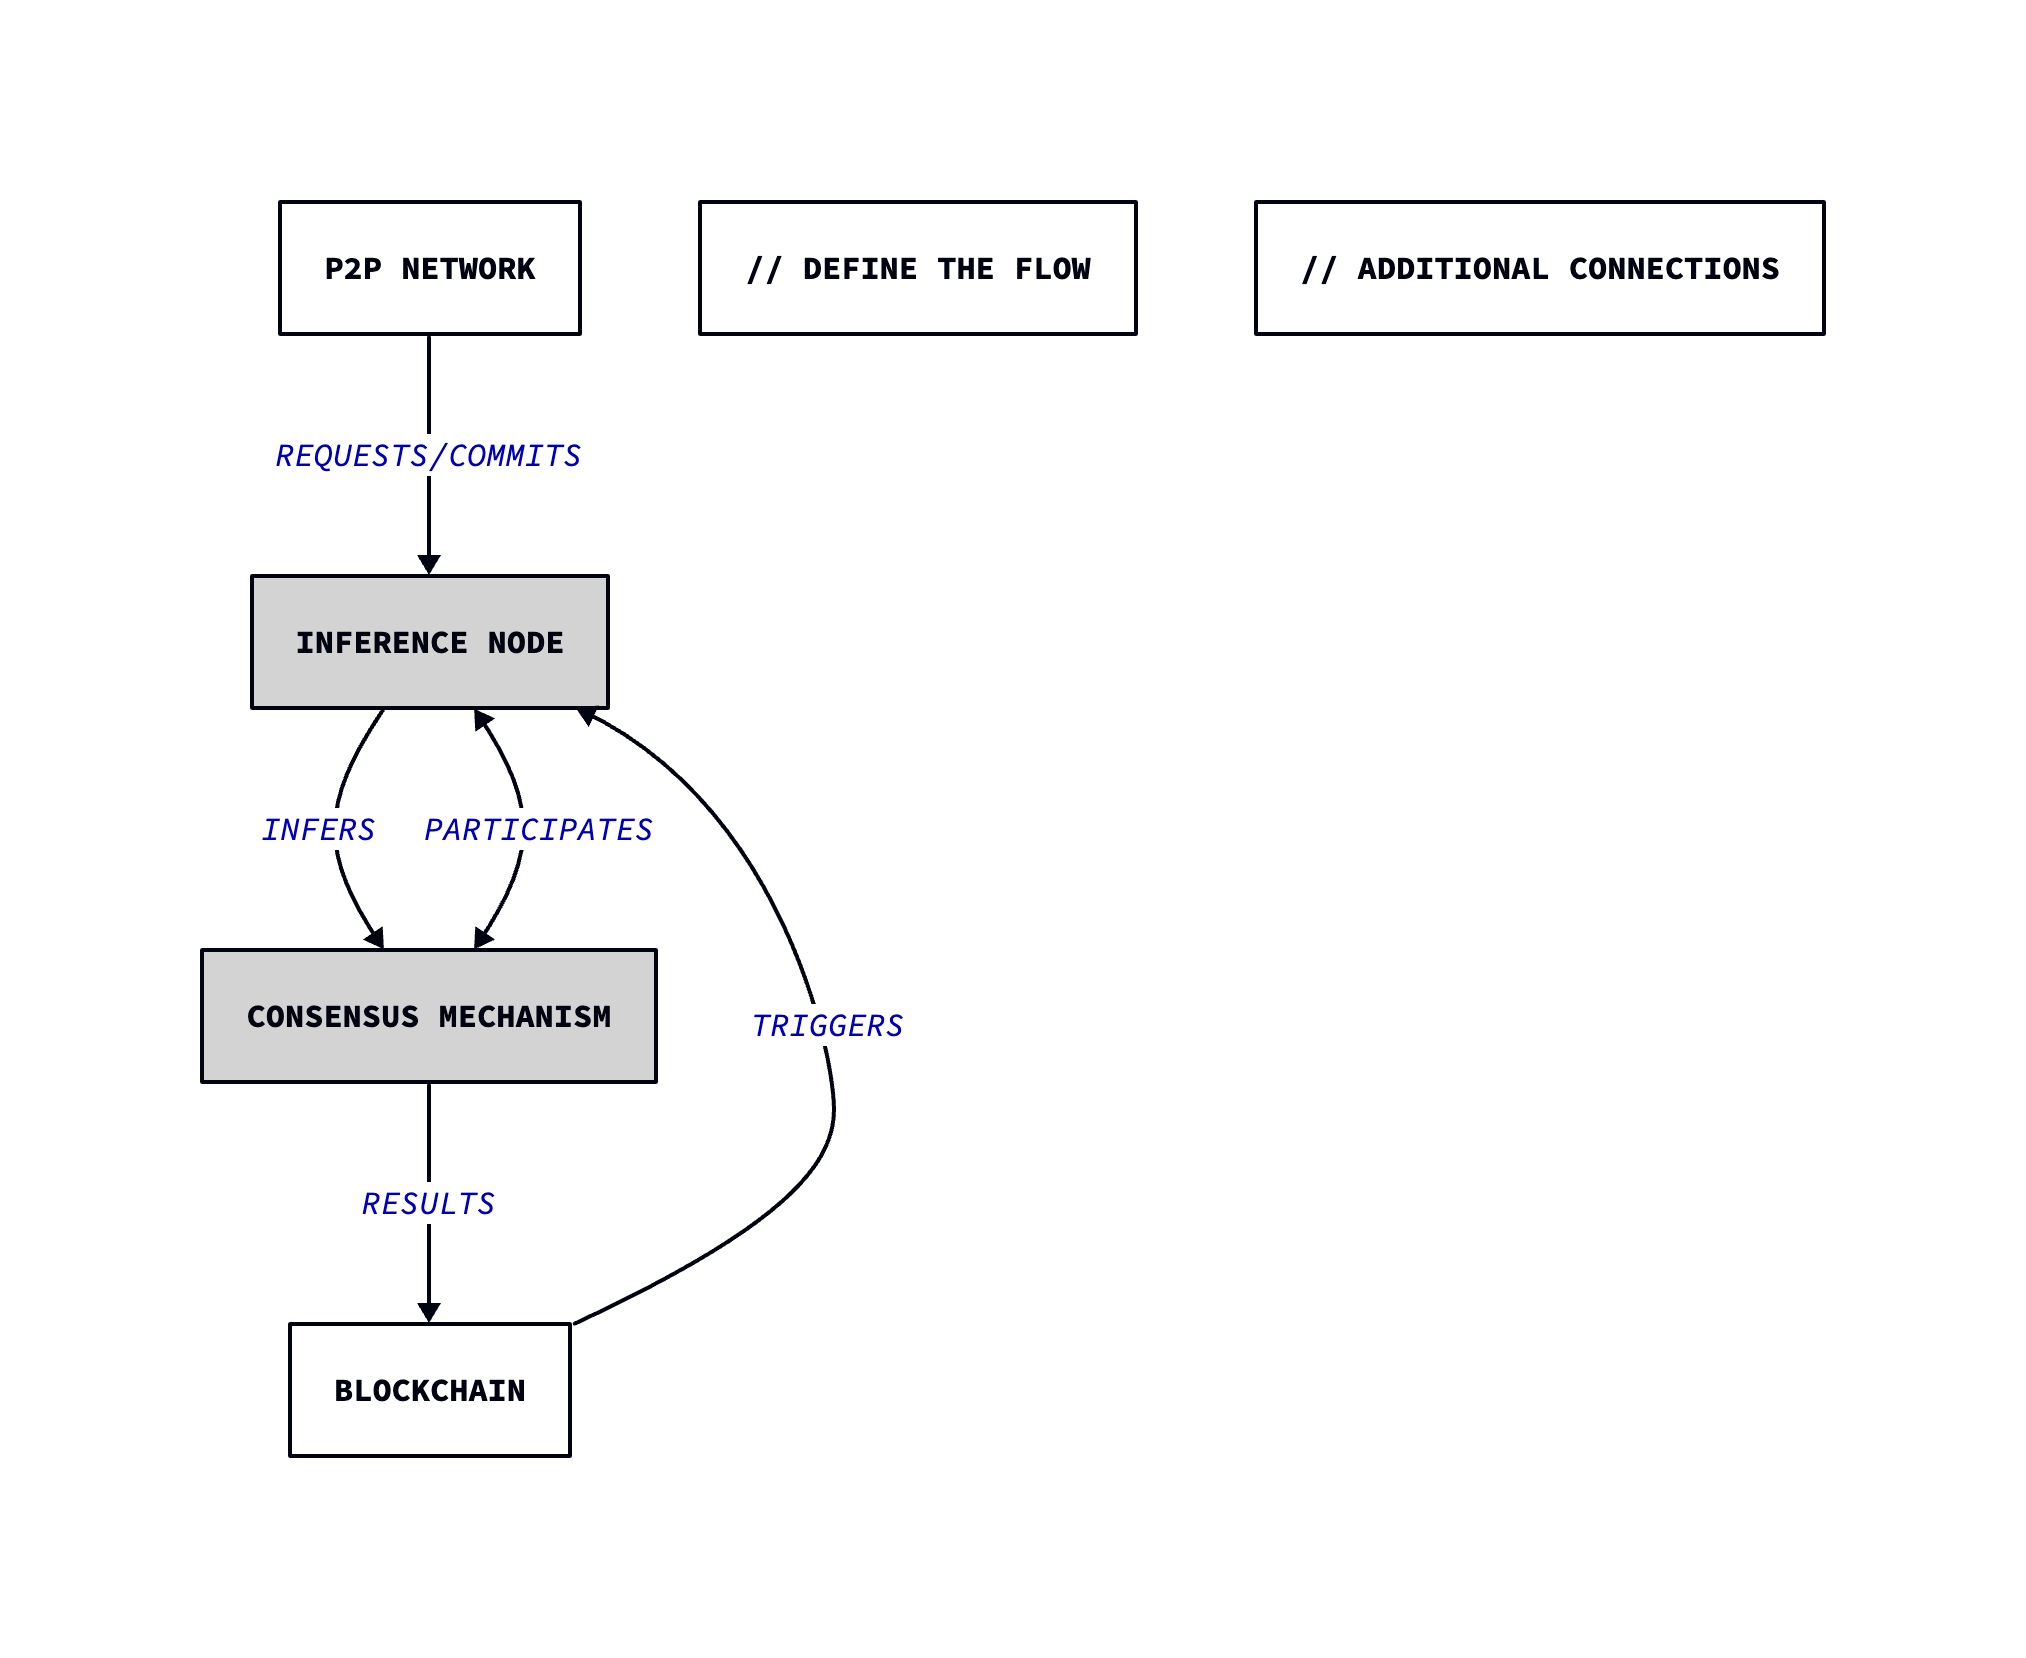 P2P NETWORK
// DEFINE THE FLOW
// ADDITIONAL CONNECTIONS
REQUESTS/COMMITS
INFERENCE NODE
INFERS
PARTICIPATES
CONSENSUS MECHANISM
TRIGGERS
RESULTS
BLOCKCHAIN